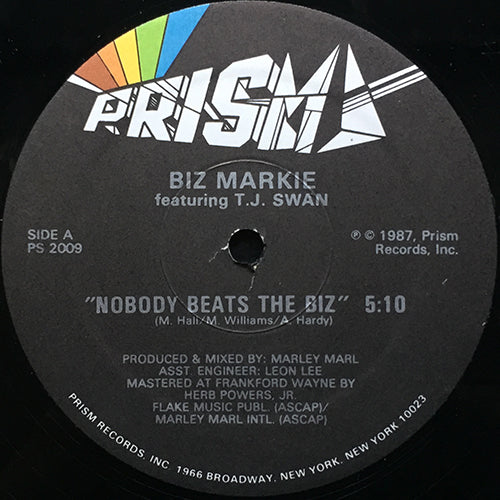 PRISM
BIZ MARKIE
featuring T.J. SWAN
SIDE A
PS 2009
℗ © 1987, Prism
Records, Inc.
"NOBODY BEATS THE BIZ" 5:10
(M. Hall/M. Williams/A. Hardy)
PRODUCED & MIXED BY: MARLEY MARL
ASST. ENGINEER: LEON LEE
MASTERED AT FRANKFORD WAYNE BY
HERB POWERS, JR.
FLAKE MUSIC PUBL. (ASCAP)/
MARLEY MARL INTL. (ASCAP)
PRISM RECORDS, INC. 1966 BROADWAY, NEW YORK, NEW YORK 10023